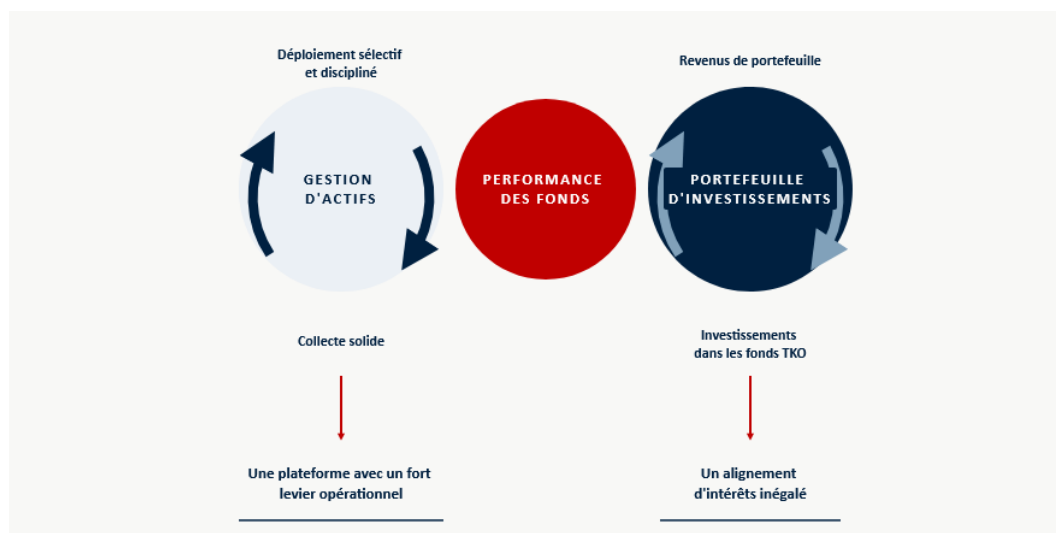 Déploiement sélectif
et discipliné
Revenus de portefeuille
GESTION
D'ACTIFS
PERFORMANCE
DES FONDS
PORTEFEUILLE
D'INVESTISSEMENTS
Collecte solide
Investissements
dans les fonds TKO
Une plateforme avec un fort
levier opérationnel
Un alignement
d'intérêts inégalé